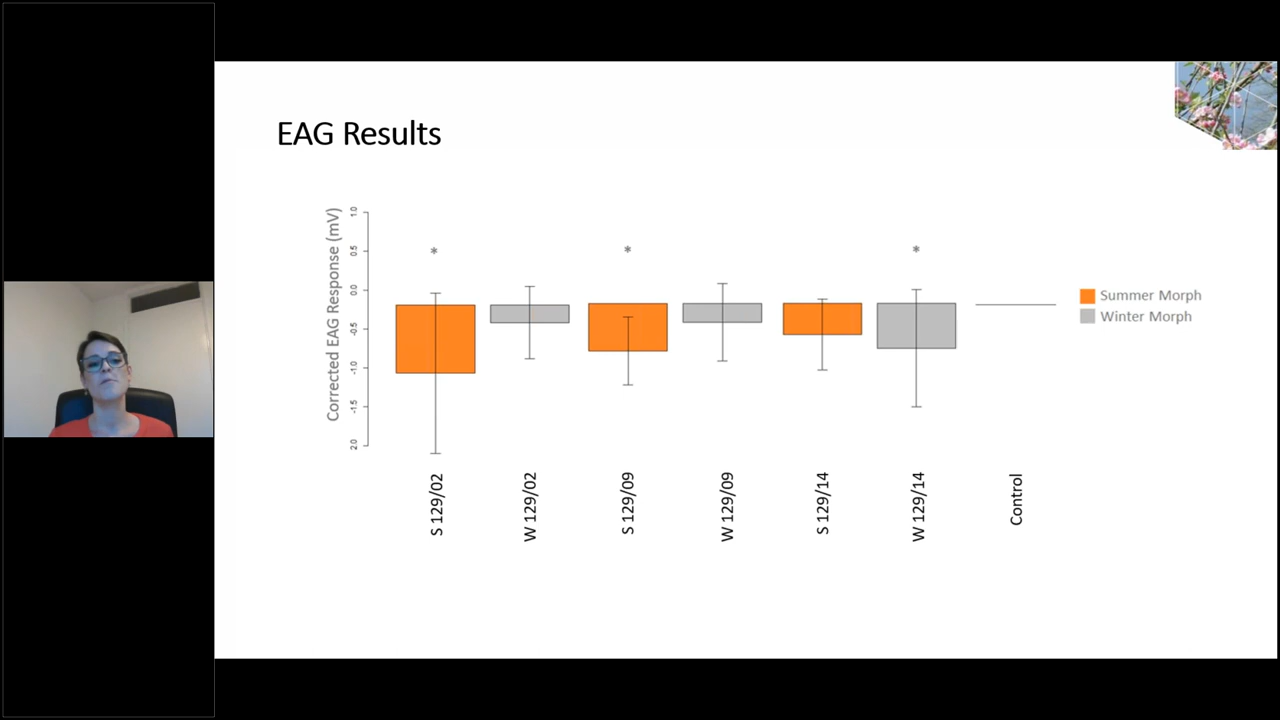 EAG Results
Corrected EAG Response (mV)
1.0
0.5
0.0
-0.5
-1.0
-1.5
2.0
*
*
*
Summer Morph
Winter Morph
S 129/02
W 129/02
S 129/09
W 129/09
S 129/14
W 129/14
Control